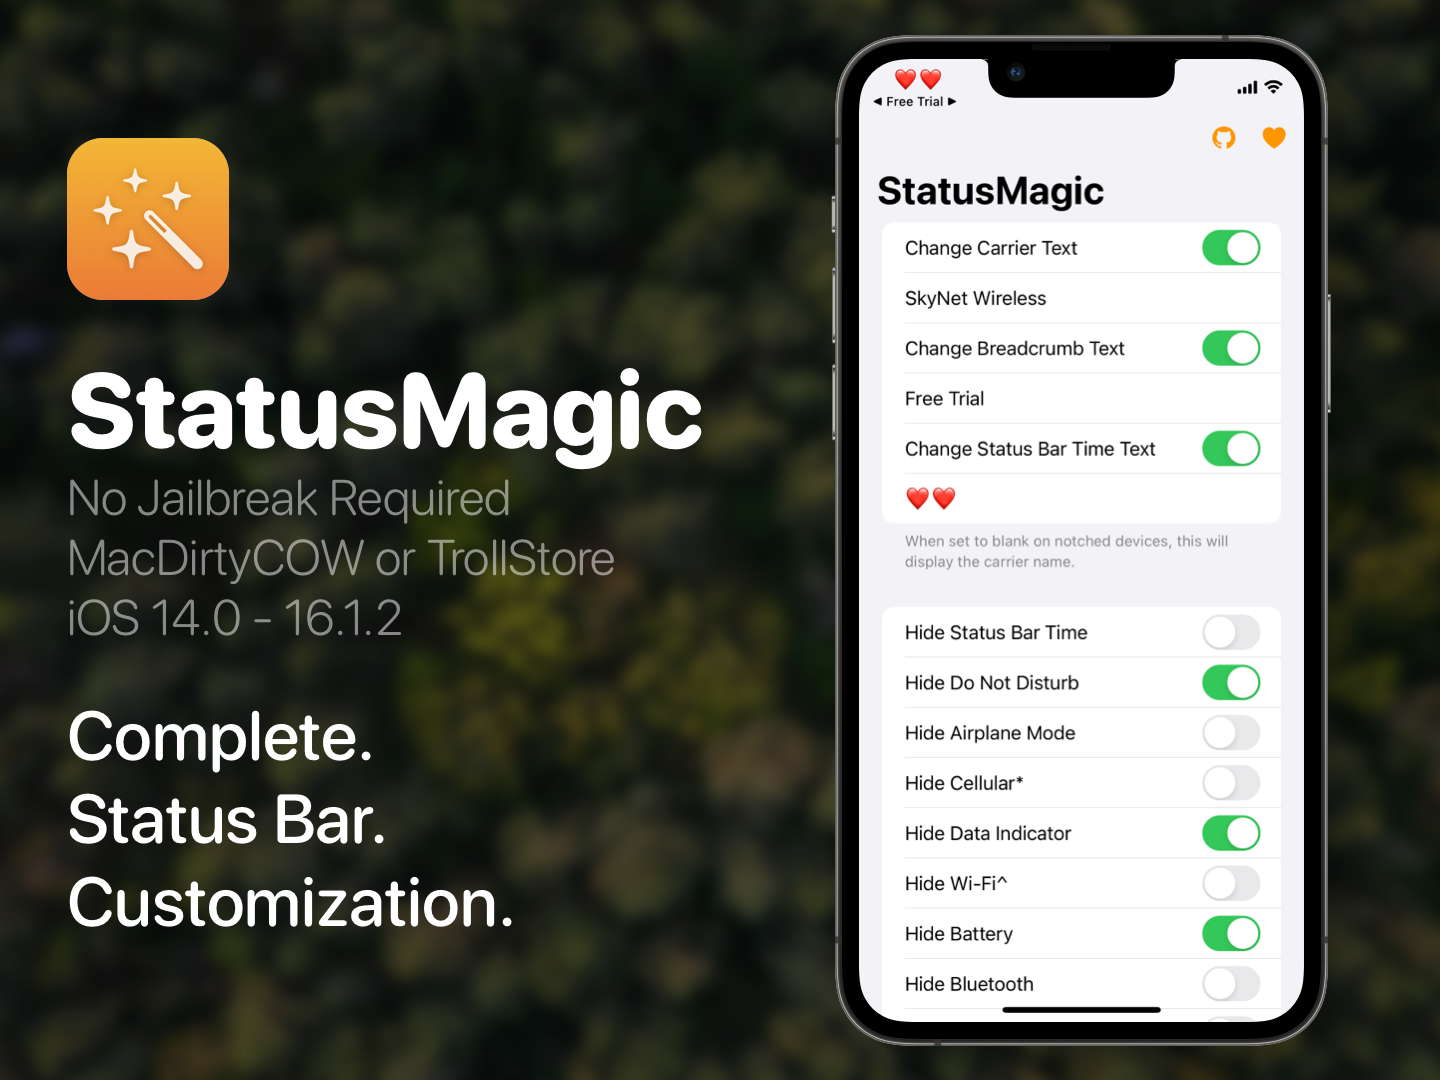 StatusMagic
No Jailbreak Required
MacDirtyCOW or TrollStore
iOS 14.0 - 16.1.2
Complete.
Status Bar.
Customization.
❤️❤️
◀ Free Trial ▶
StatusMagic
Change Carrier Text
SkyNet Wireless
Change Breadcrumb Text
Free Trial
Change Status Bar Time Text
❤️❤️
When set to blank on notched devices, this will
display the carrier name.
Hide Status Bar Time
Hide Do Not Disturb
Hide Airplane Mode
Hide Cellular*
Hide Data Indicator
Hide Wi-Fi^
Hide Battery
Hide Bluetooth